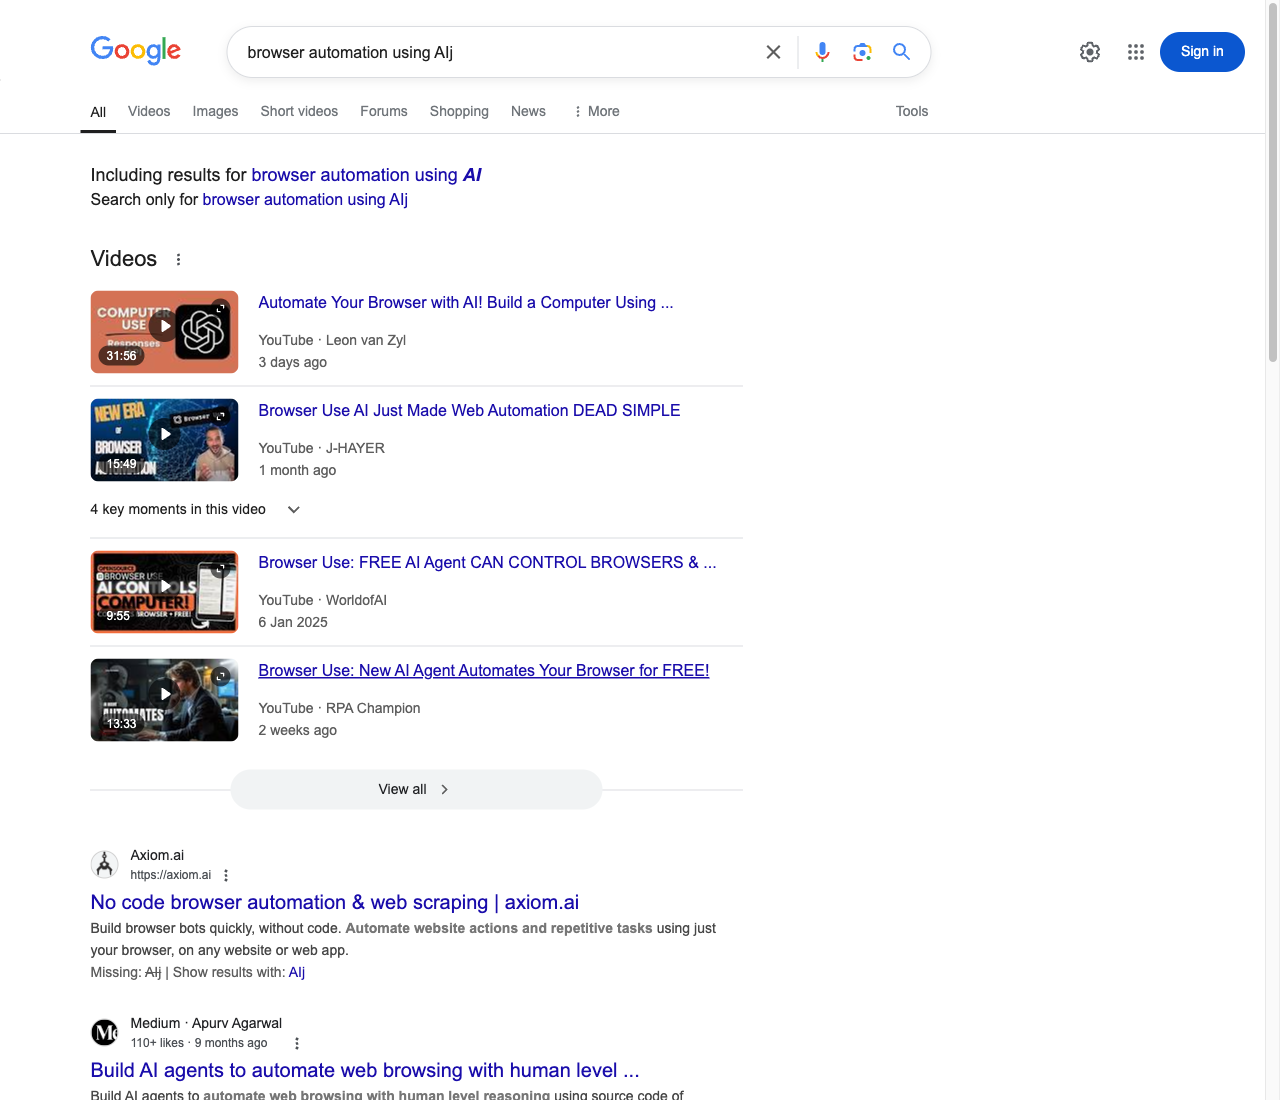 Google
browser automation using AIj
Sign in
All Videos Images Short videos Forums Shopping News More Tools
Including results for browser automation using AI
Search only for browser automation using AIj
Videos
COMPUTER
USE
Responses
31:56
Automate Your Browser with AI! Build a Computer Using ...
YouTube · Leon van Zyl
3 days ago
NEW ERA
OF
BROWSER
AUTOMATION
Browser
15:49
Browser Use AI Just Made Web Automation DEAD SIMPLE
YouTube · J-HAYER
1 month ago
4 key moments in this video
OPENSOURCE
BROWSER USE
AI CONTROLS
COMPUTER!
BROWSER + FREE!
9:55
Browser Use: FREE AI Agent CAN CONTROL BROWSERS & ...
YouTube · WorldofAI
6 Jan 2025
AUTOMATES
13:33
Browser Use: New AI Agent Automates Your Browser for FREE!
YouTube · RPA Champion
2 weeks ago
View all
Axiom.ai
https://axiom.ai
No code browser automation & web scraping | axiom.ai
Build browser bots quickly, without code. Automate website actions and repetitive tasks using just
your browser, on any website or web app.
Missing: AIj | Show results with: AIj
Medium · Apurv Agarwal
110+ likes · 9 months ago
Build AI agents to automate web browsing with human level ...
Build AI agents to automate web browsing with human level reasoning using source code of